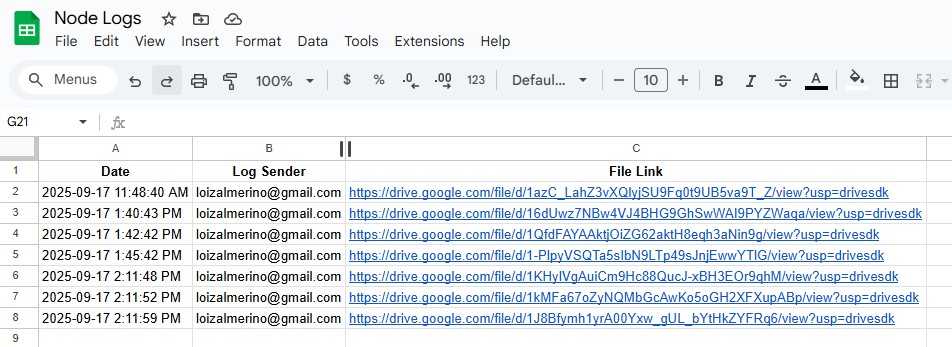 Node Logs
File Edit View Insert Format Data Tools Extensions Help
Menus 100% $ % .0 .00 123 Defaul... 10 B I S A
G21 fx
A B C
1 Date Log Sender File Link
2 2025-09-17 11:48:40 AM loizalmerino@gmail.com https://drive.google.com/file/d/1azC_LahZ3vXQlyjSU9Fq0t9UB5va9T_Z/view?usp=drivesdk
3 2025-09-17 1:40:43 PM loizalmerino@gmail.com https://drive.google.com/file/d/16dUwz7NBw4VJ4BHG9GhSwWAI9PYZWaqa/view?usp=drivesdk
4 2025-09-17 1:42:42 PM loizalmerino@gmail.com https://drive.google.com/file/d/1QfdFAYAAktjOiZG62aktH8eqh3aNin9g/view?usp=drivesdk
5 2025-09-17 1:45:42 PM loizalmerino@gmail.com https://drive.google.com/file/d/1-PlpyVSQTa5slbN9LTp49sJnjEwwYTlG/view?usp=drivesdk
6 2025-09-17 2:11:48 PM loizalmerino@gmail.com https://drive.google.com/file/d/1KHylVgAuiCm9Hc88QucJ-xBH3EOr9qhM/view?usp=drivesdk
7 2025-09-17 2:11:52 PM loizalmerino@gmail.com https://drive.google.com/file/d/1kMFa67oZyNQMbGcAwKo5oGH2XFXupABp/view?usp=drivesdk
8 2025-09-17 2:11:59 PM loizalmerino@gmail.com https://drive.google.com/file/d/1J8Bfymh1yrA00Yxw_gUL_bYtHkZYFRq6/view?usp=drivesdk
9